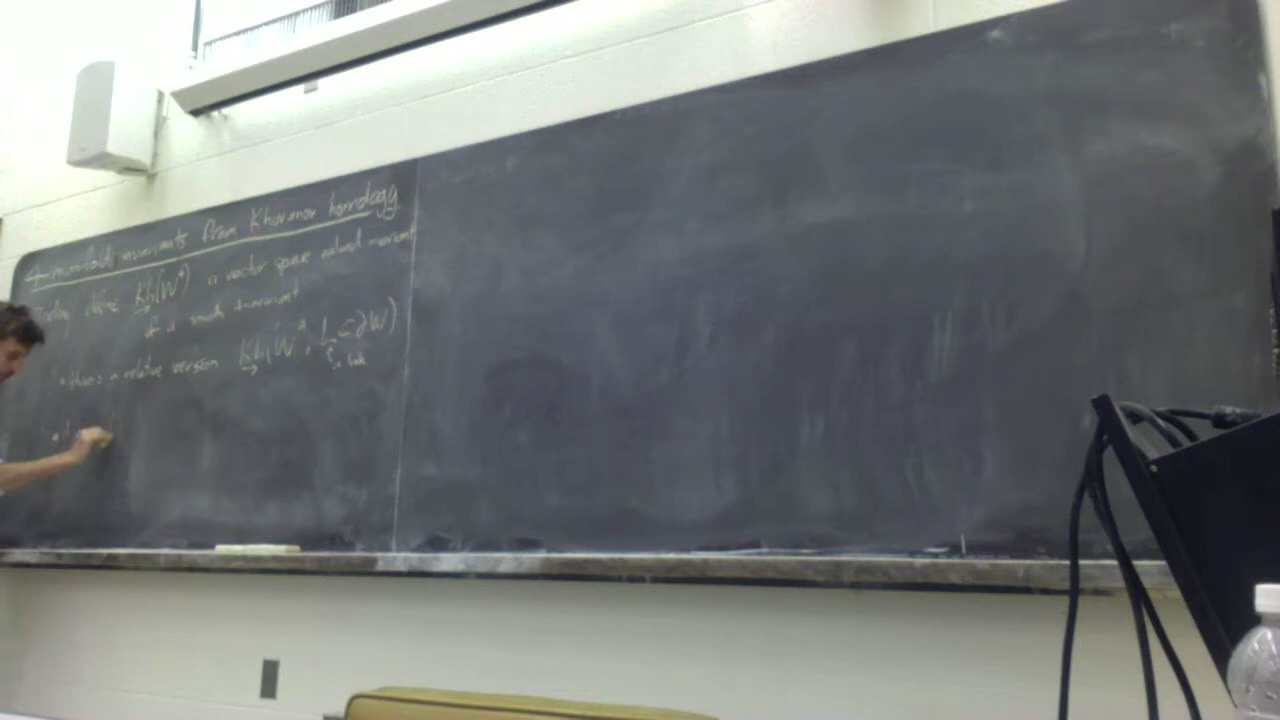 4-manifold invariants from Khovanov homology.
define Kh(W⁴) a vector space valued invariant
of a smooth 4-manifold
• there's a relative version Kh(W⁴, L ⊂ ∂W)
a link